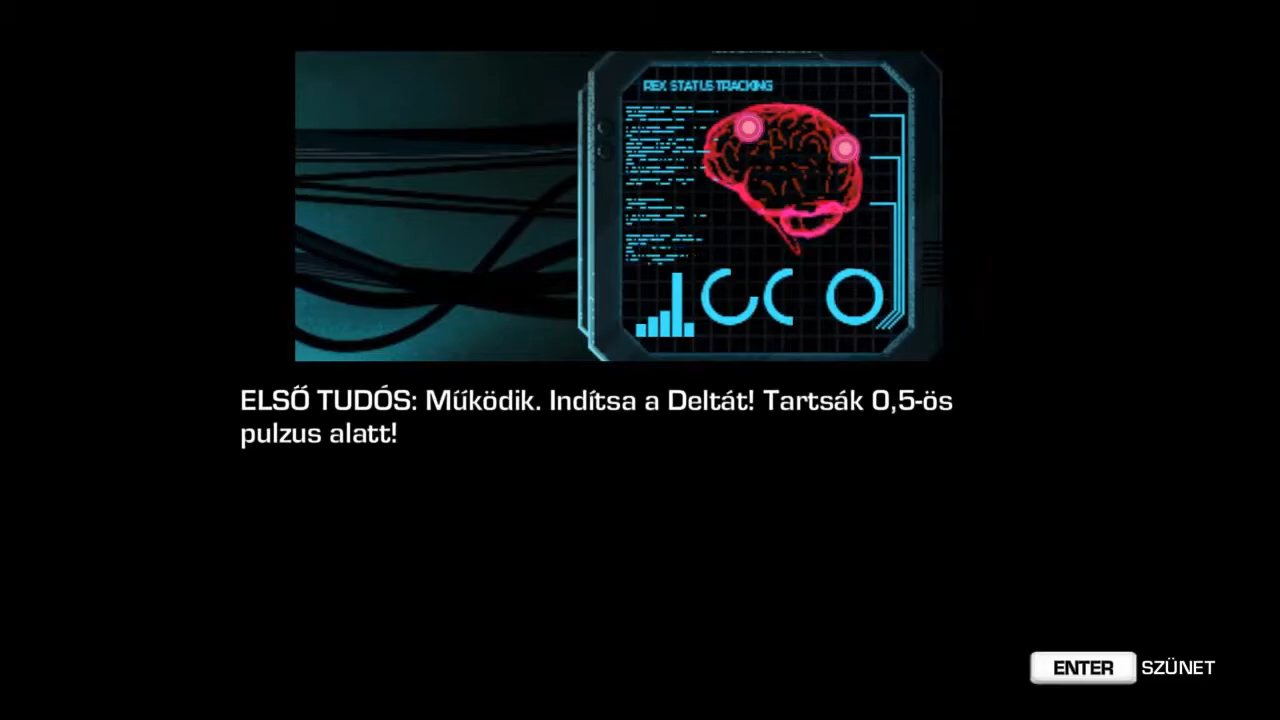 REX STATUS TRACKING
ELSŐ TUDÓS: Működik. Indítsa a Deltát! Tartsák 0,5-ös
pulzus alatt!
ENTER SZÜNET